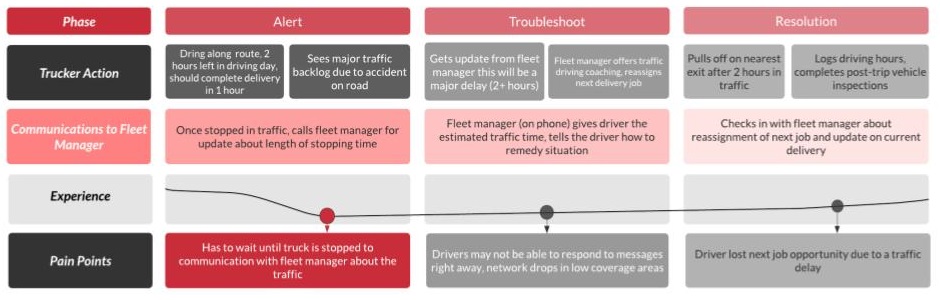 Phase
Alert
Troubleshoot
Resolution
Trucker Action
Dring along route, 2
hours left in driving day,
should complete delivery
in 1 hour
Sees major traffic
backlog due to accident
on road
Gets update from fleet
manager this will be a
major delay (2+ hours)
Fleet manager offers traffic
driving coaching, reassigns
next delivery job
Pulls off on nearest
exit after 2 hours in
traffic
Logs driving hours,
completes post-trip vehicle
inspections
Communications to Fleet
Manager
Once stopped in traffic, calls fleet manager for
update about length of stopping time
Fleet manager (on phone) gives driver the
estimated traffic time, tells the driver how to
remedy situation
Checks in with fleet manager about
reassignment of next job and update on current
delivery
Experience
Pain Points
Has to wait until truck is stopped to
communication with fleet manager about the
traffic
Drivers may not be able to respond to messages
right away, network drops in low coverage areas
Driver lost next job opportunity due to a traffic
delay